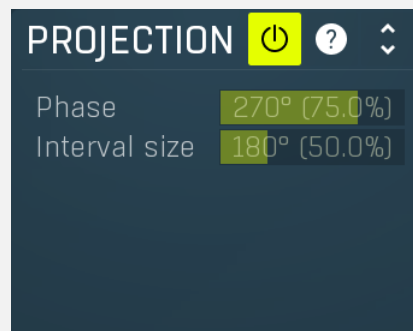 PROJECTION ?
Phase 270° (75.0%)
Interval size 180° (50.0%)